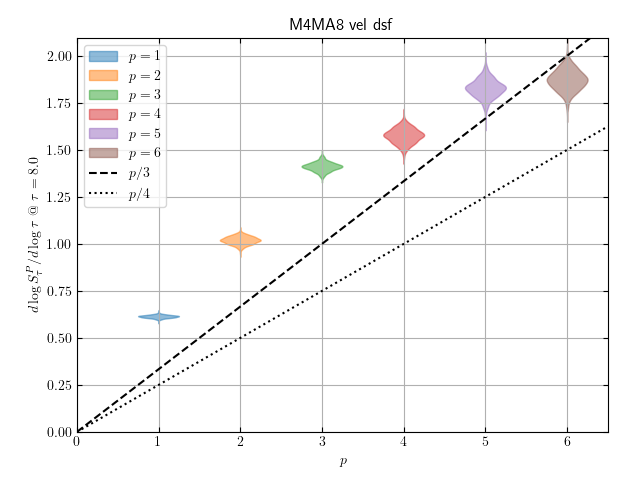 M4MA8 vel dsf
d log S_τ^P / d log τ @ τ = 8.0
2.00
1.75
1.50
1.25
1.00
0.75
0.50
0.25
0.00
p = 1
p = 2
p = 3
p = 4
p = 5
p = 6
p/3
p/4
0 1 2 3 4 5 6
p